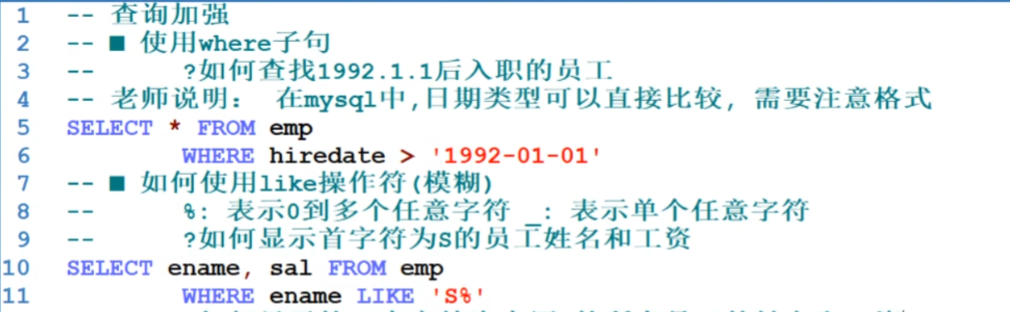 1 -- 查询加强
2 -- ■ 使用where子句
3 -- ?如何查找1992.1.1后入职的员工
4 -- 老师说明： 在mysql中,日期类型可以直接比较, 需要注意格式
5 SELECT * FROM emp
6 WHERE hiredate > '1992-01-01'
7 -- ■ 如何使用like操作符(模糊)
8 -- %: 表示0到多个任意字符 _: 表示单个任意字符
9 -- ?如何显示首字符为S的员工姓名和工资
10 SELECT ename, sal FROM emp
11 WHERE ename LIKE 'S%'